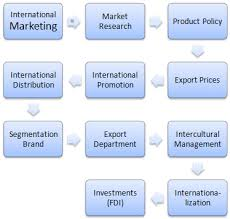 International
Marketing
Market
Research
Product Policy
International
Distribution
International
Promotion
Export Prices
Segmentation
Brand
Export
Department
Intercultural
Management
Investments
(FDI)
Internationa-
lization